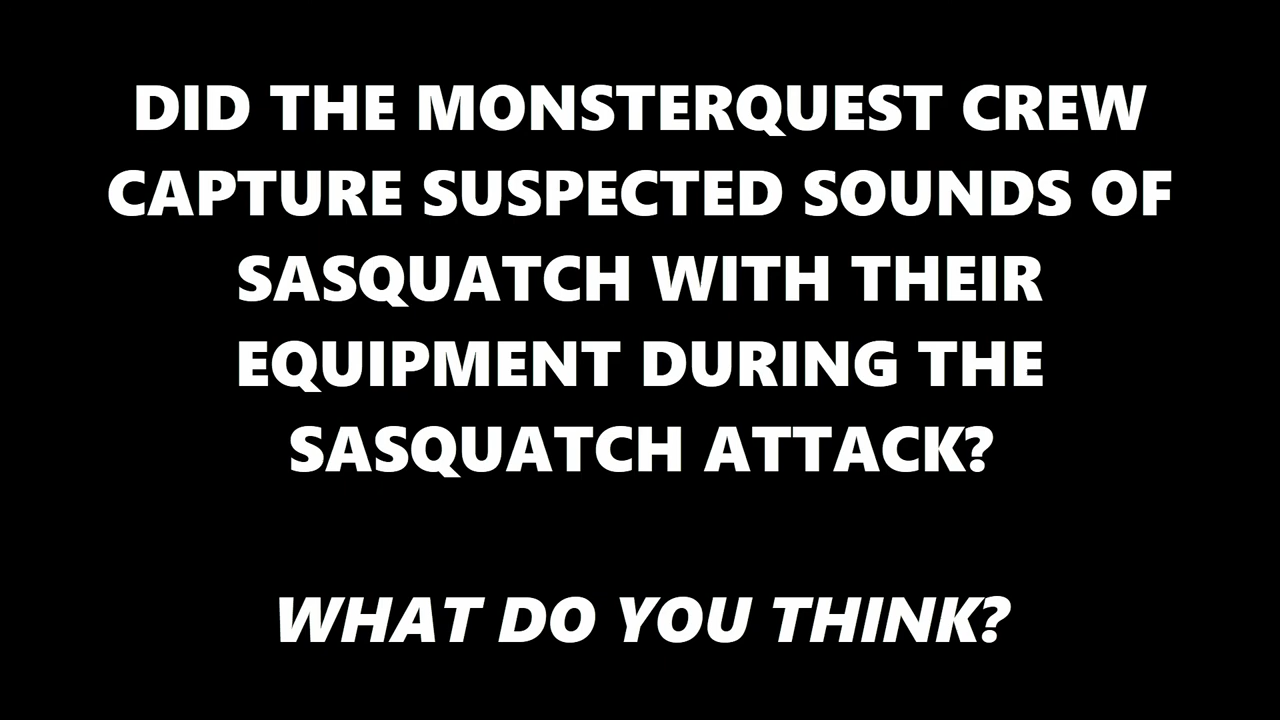 DID THE MONSTERQUEST CREW
CAPTURE SUSPECTED SOUNDS OF
SASQUATCH WITH THEIR
EQUIPMENT DURING THE
SASQUATCH ATTACK?
WHAT DO YOU THINK?